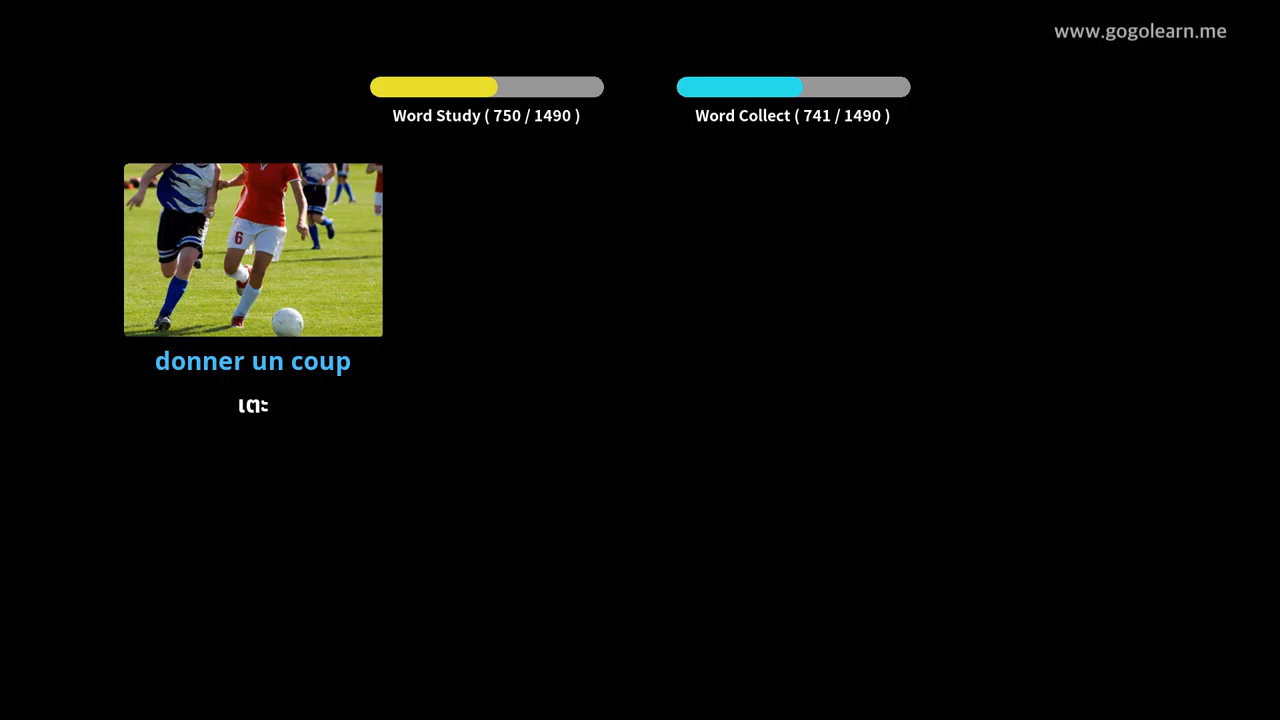 www.gogolearn.me
Word Study ( 750 / 1490 )
Word Collect ( 741 / 1490 )
6
donner un coup
เตะ